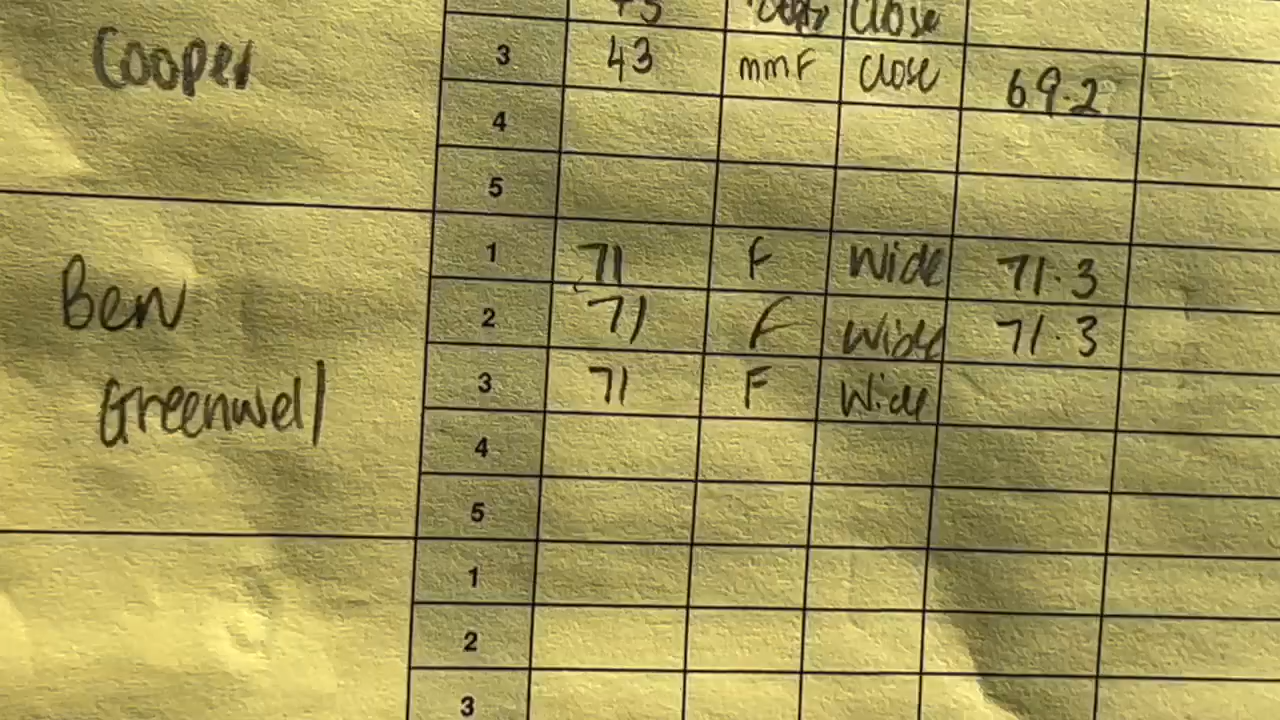 Close
Cooper 3 43 mmF Close 69.2
4
5
1 71 F Wide 71.3
Ben 2 71 F Wide 71.3
Greenwell 3 71 F Wide
4
5
1
2
3